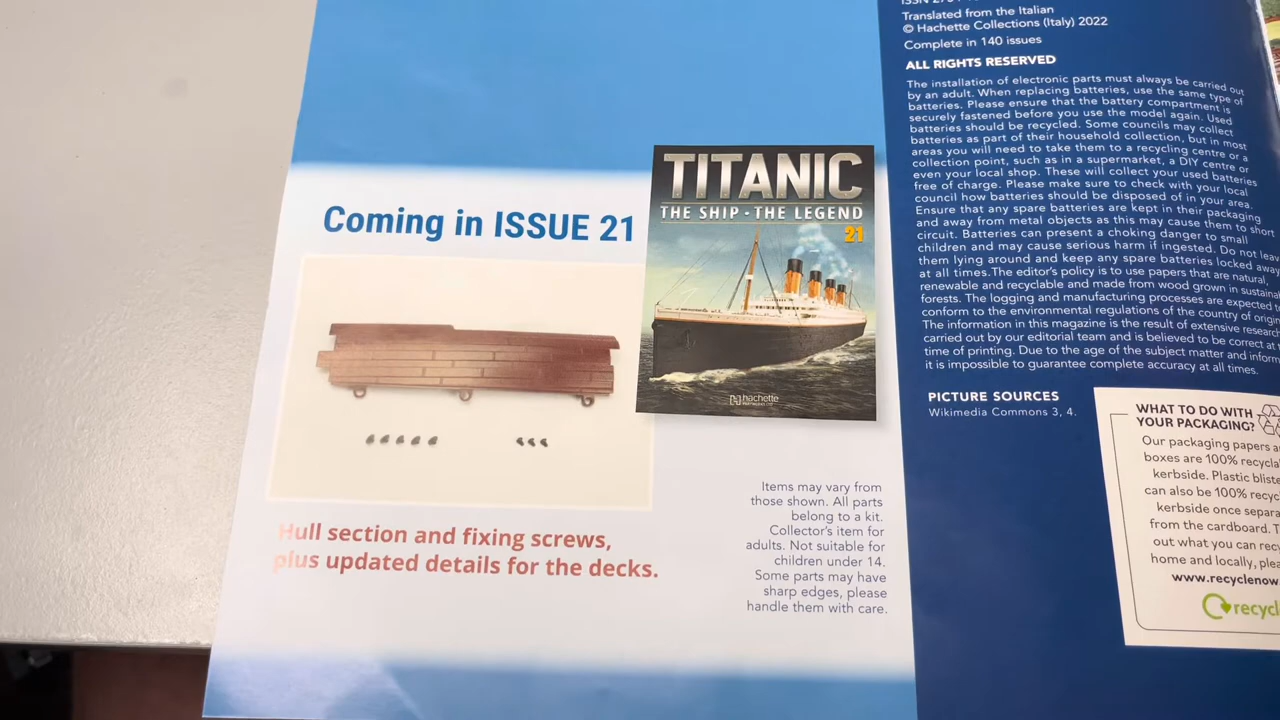 Coming in ISSUE 21
TITANIC
THE SHIP • THE LEGEND
21
hachette
Hull section and fixing screws,
plus updated details for the decks.
Items may vary from
those shown. All parts
belong to a kit.
Collector's item for
adults. Not suitable for
children under 14.
Some parts may have
sharp edges, please
handle them with care.
Translated from the Italian
© Hachette Collections (Italy) 2022
Complete in 140 issues
ALL RIGHTS RESERVED
The installation of electronic parts must always be carried out
by an adult. When replacing batteries, use the same type of
batteries. Please ensure that the battery compartment is
securely fastened before you use the model again. Used
batteries should be recycled. Some councils may collect
batteries as part of their household collection, but in most
areas you will need to take them to a recycling centre or a
collection point, such as in a supermarket, a DIY centre or
even your local shop. These will collect your used batteries
free of charge. Please make sure to check with your local
council how batteries should be disposed of in your area.
Ensure that any spare batteries are kept in their packaging
and away from metal objects as this may cause them to short
circuit. Batteries can present a choking danger to small
children and may cause serious harm if ingested. Do not
them lying around and keep any spare batteries locked away
at all times.The editor's policy is to use papers that are natural,
renewable and recyclable and made from wood grown in
forests. The logging and manufacturing processes are expected
conform to the environmental regulations of the country of
The information in this magazine is the result of extensive
carried out by our editorial team and is believed to be correct at
time of printing. Due to the age of the subject matter and
it is impossible to guarantee complete accuracy at all times.
PICTURE SOURCES
Wikimedia Commons 3, 4.
WHAT TO DO WITH
YOUR PACKAGING?
Our packaging papers
boxes are 100%
kerbside. Plastic
can also be 100%
kerbside once
from the cardboard.
out what you can
home and locally,